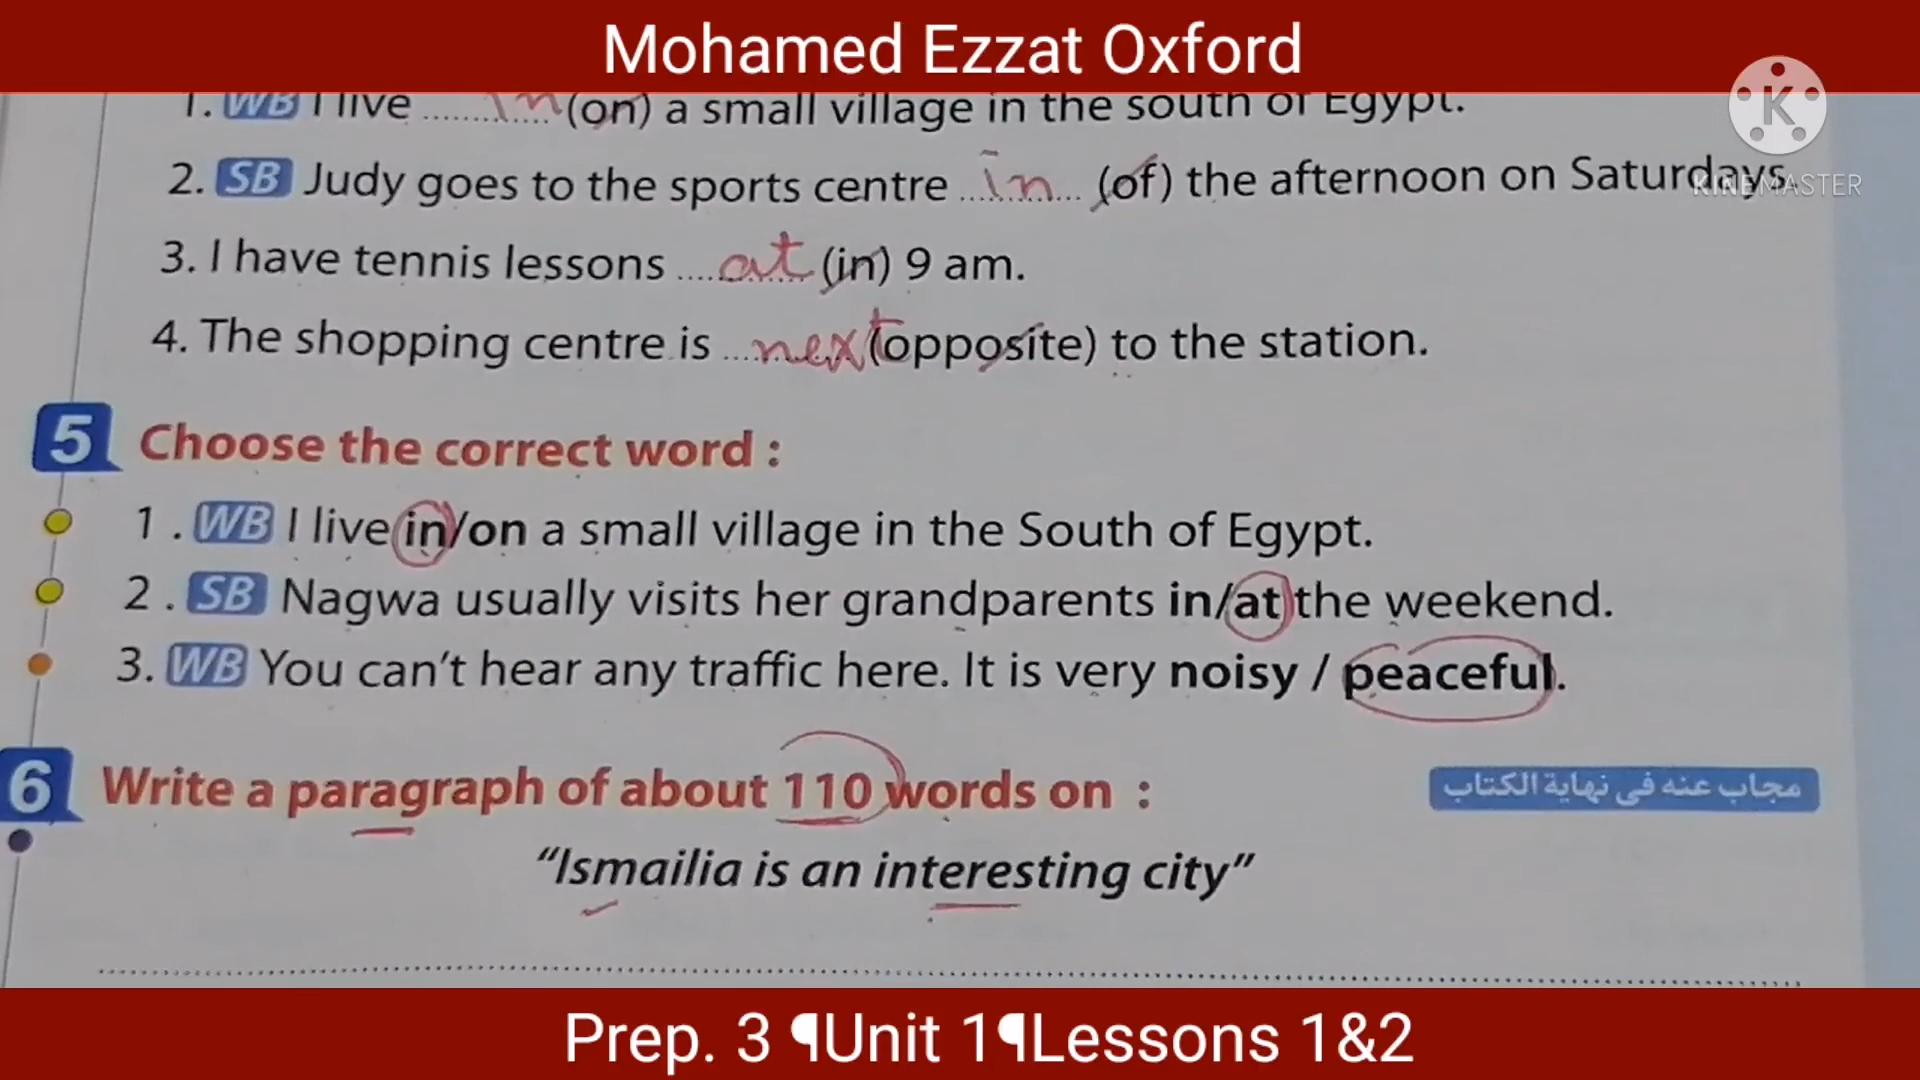 Mohamed Ezzat Oxford
1. WB I live ........in (on) a small village in the south of Egypt.
2. SB Judy goes to the sports centre ...in... (of) the afternoon on Saturdays.
KINEMASTER
3. I have tennis lessons ....at (in) 9 am.
4. The shopping centre is ...next (opposite) to the station.
5 Choose the correct word :
1 . WB I live in/on a small village in the South of Egypt.
2 . SB Nagwa usually visits her grandparents in/at the weekend.
3. WB You can't hear any traffic here. It is very noisy / peaceful.
6 Write a paragraph of about 110 words on :
مجاب عنه فى نهاية الكتاب
"Ismailia is an interesting city"
Prep. 3 ¶Unit 1¶Lessons 1&2